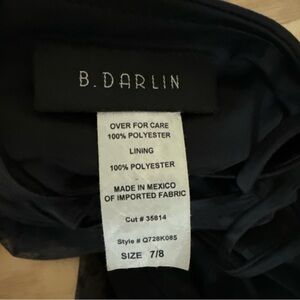 B. DARLIN
OVER FOR CARE
100% POLYESTER
LINING
100% POLYESTER
MADE IN MEXICO
OF IMPORTED FABRIC
Cut # 35814
Style # Q728K085
SIZE 7/8